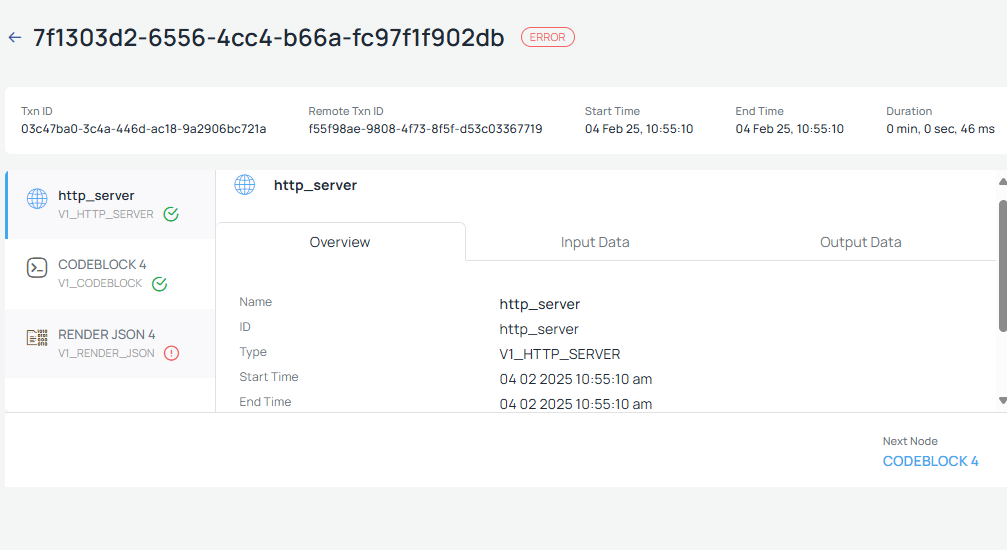 7f1303d2-6556-4cc4-b66a-fc97f1f902db ERROR
Txn ID Remote Txn ID Start Time End Time Duration
03c47ba0-3c4a-446d-ac18-9a2906bc721a f55f98ae-9808-4f73-8f5f-d53c03367719 04 Feb 25, 10:55:10 04 Feb 25, 10:55:10 0 min, 0 sec, 46 ms
http_server
V1_HTTP_SERVER
CODEBLOCK 4
V1_CODEBLOCK
RENDER JSON 4
V1_RENDER_JSON
http_server
Overview Input Data Output Data
Name http_server
ID http_server
Type V1_HTTP_SERVER
Start Time 04 02 2025 10:55:10 am
End Time 04 02 2025 10:55:10 am
Next Node
CODEBLOCK 4